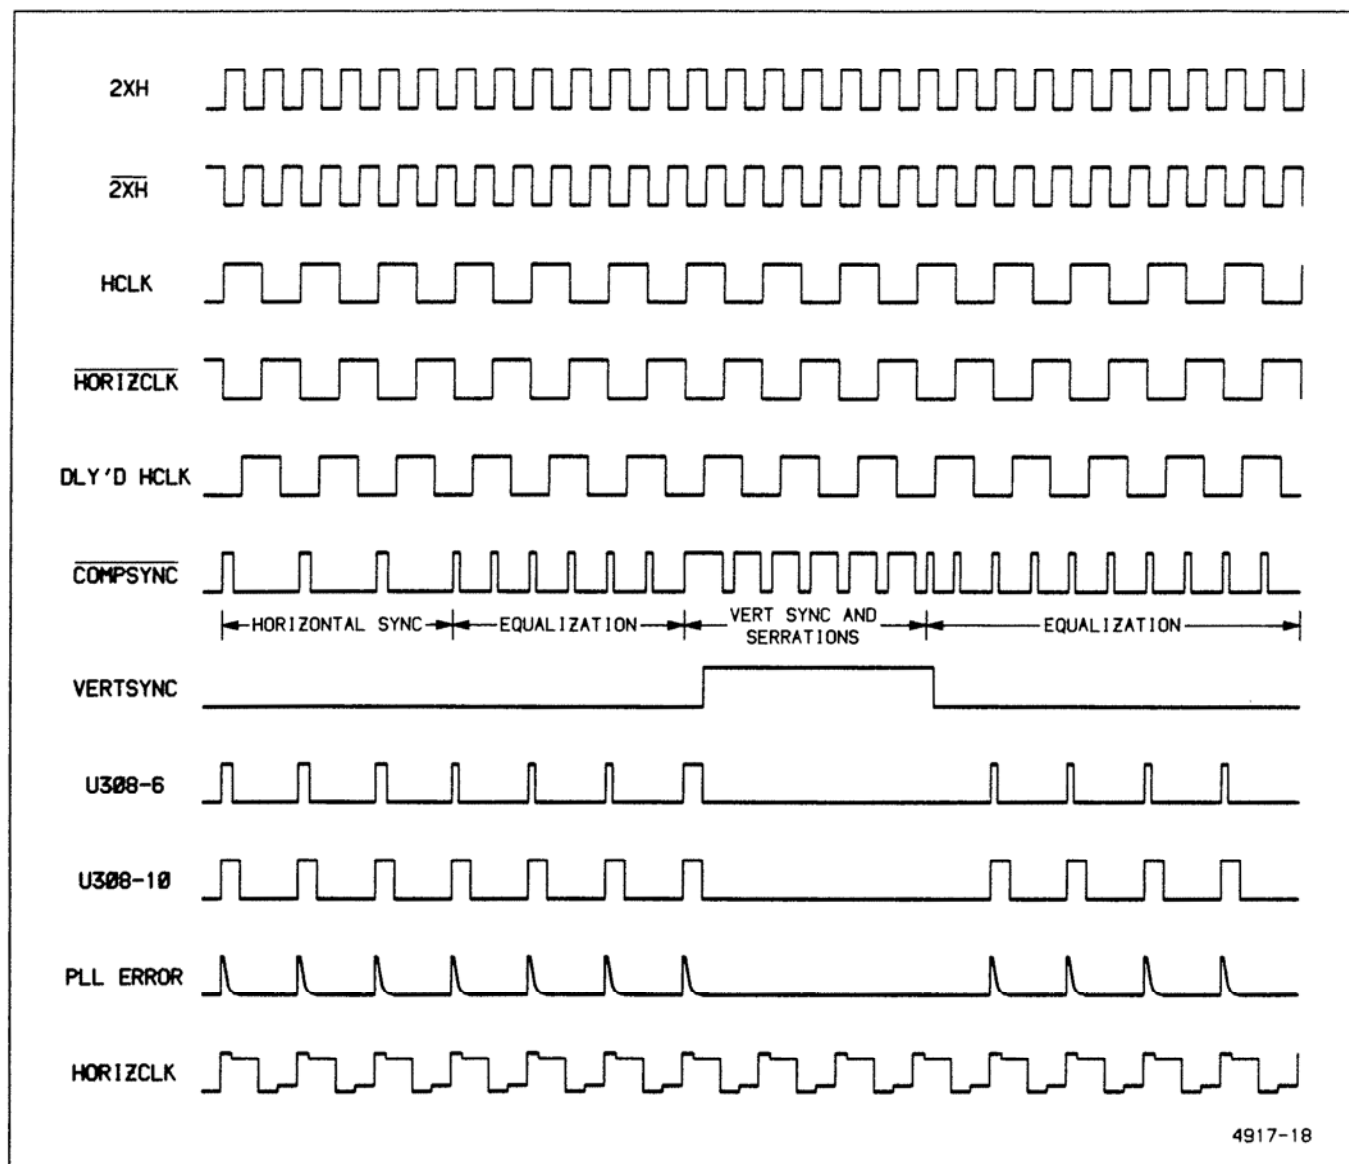 2XH
2XH
HCLK
HORIZCLK
DLY'D HCLK
COMPSYNC
HORIZONTAL SYNC
EQUALIZATION
VERT SYNC AND
SERRATIONS
EQUALIZATION
VERTSYNC
U308-6
U308-10
PLL ERROR
HORIZCLK
4917-18